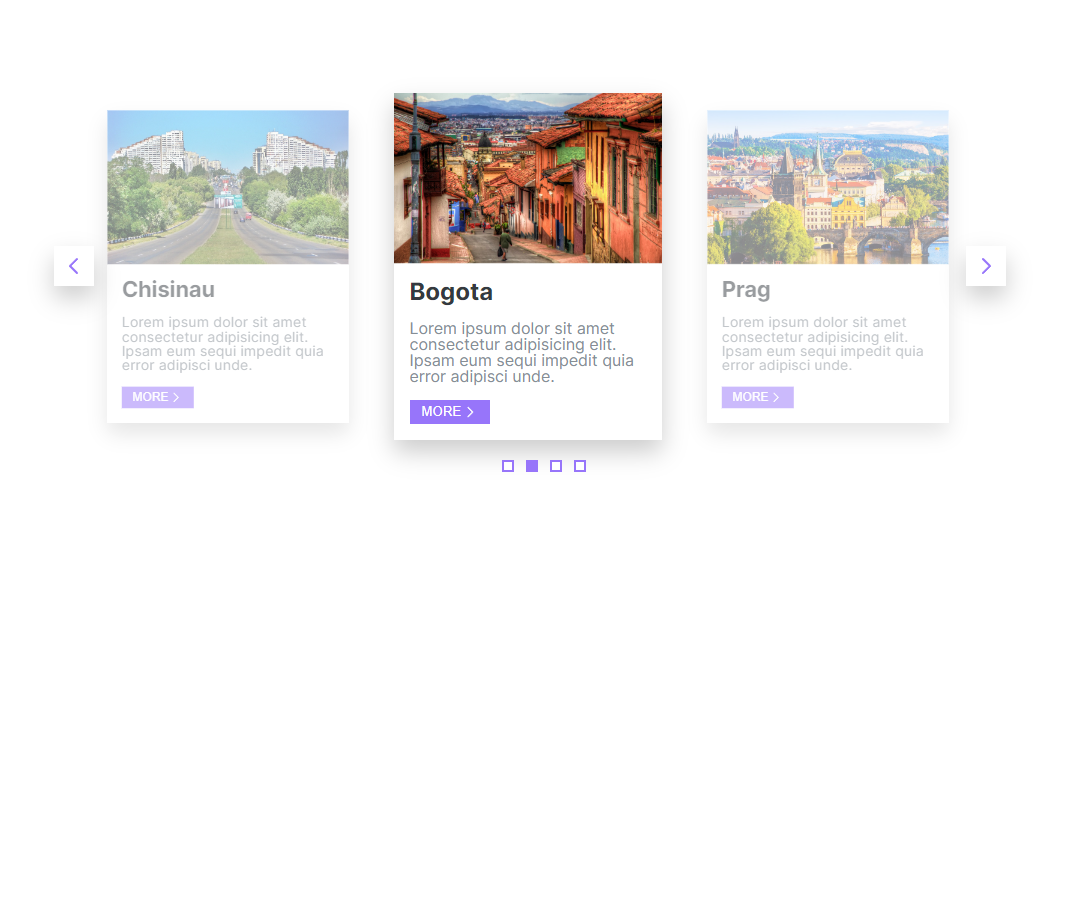 Chisinau
Lorem ipsum dolor sit amet
consectetur adipisicing elit.
Ipsam eum sequi impedit quia
error adipisci unde.
MORE
Bogota
Lorem ipsum dolor sit amet
consectetur adipisicing elit.
Ipsam eum sequi impedit quia
error adipisci unde.
MORE
Prag
Lorem ipsum dolor sit amet
consectetur adipisicing elit.
Ipsam eum sequi impedit quia
error adipisci unde.
MORE